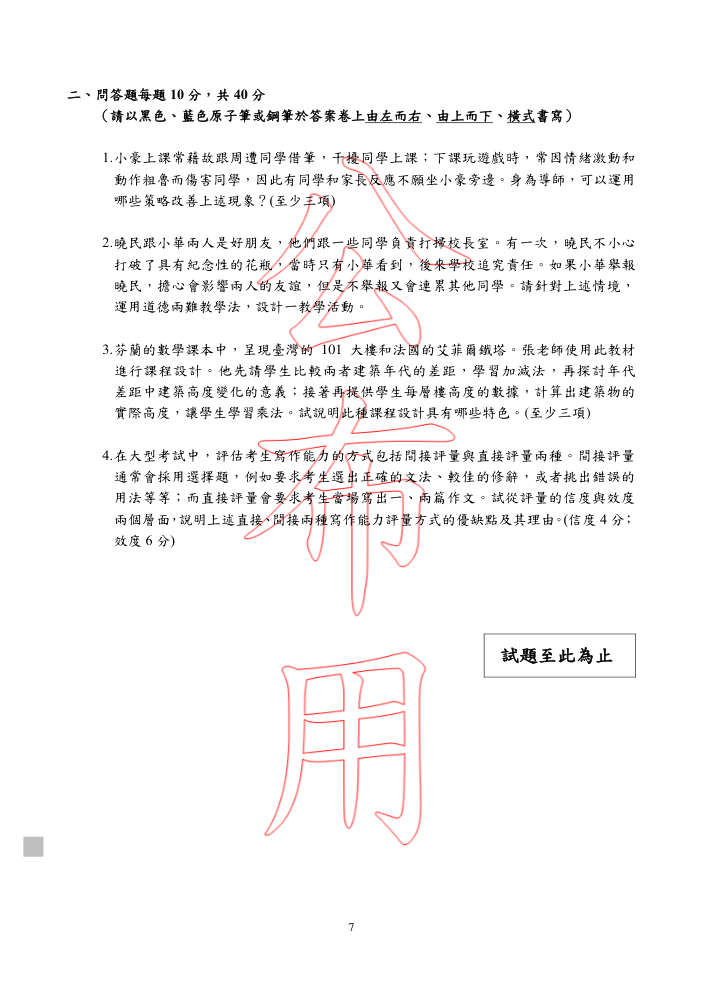 二、問答題每題 10 分，共 40 分
（請以黑色、藍色原子筆或鋼筆於答案卷上由左而右、由上而下、橫式書寫）
1.小豪上課常藉故跟周遭同學借筆，干擾同學上課；下課玩遊戲時，常因情緒激動和
動作粗魯而傷害同學，因此有同學和家長反應不願坐小豪旁邊。身為導師，可以運用
哪些策略改善上述現象？(至少三項)
2.曉民跟小華兩人是好朋友，他們跟一些同學負責打掃校長室。有一次，曉民不小心
打破了具有紀念性的花瓶，當時只有小華看到，後來學校追究責任。如果小華舉報
曉民，擔心會影響兩人的友誼，但是不舉報又會連累其他同學。請針對上述情境，
運用道德兩難教學法，設計一教學活動。
3.芬蘭的數學課本中，呈現臺灣的 101 大樓和法國的艾菲爾鐵塔。張老師使用此教材
進行課程設計。他先請學生比較兩者建築年代的差距，學習加減法，再探討年代
差距中建築高度變化的意義；接著再提供學生每層樓高度的數據，計算出建築物的
實際高度，讓學生學習乘法。試說明此種課程設計具有哪些特色。(至少三項)
4.在大型考試中，評估考生寫作能力的方式包括間接評量與直接評量兩種。間接評量
通常會採用選擇題，例如要求考生選出正確的文法、較佳的修辭，或者挑出錯誤的
用法等等；而直接評量會要求考生當場寫出一、兩篇作文。試從評量的信度與效度
兩個層面，說明上述直接、間接兩種寫作能力評量方式的優缺點及其理由。(信度 4 分；
效度 6 分)
試題至此為止
公布用
7